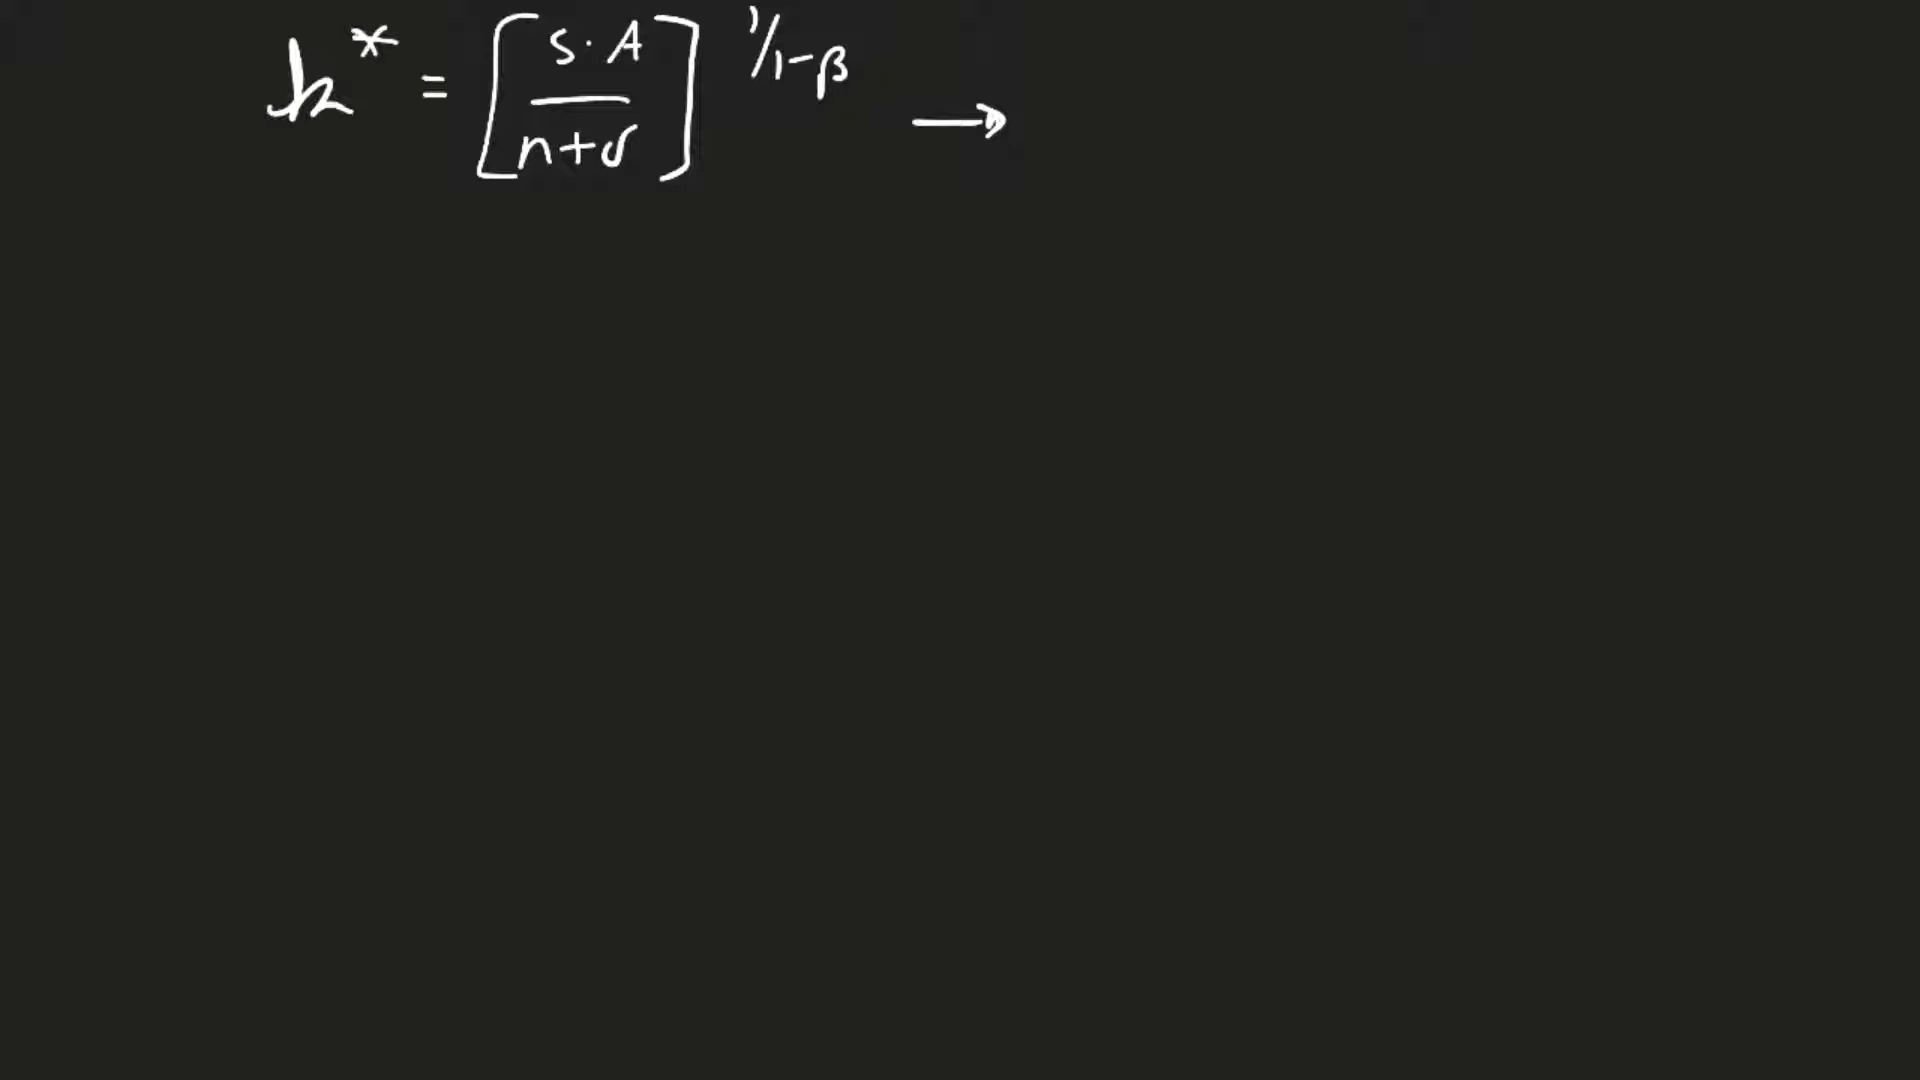 k* = [s·A / n+δ]^1/1-β →